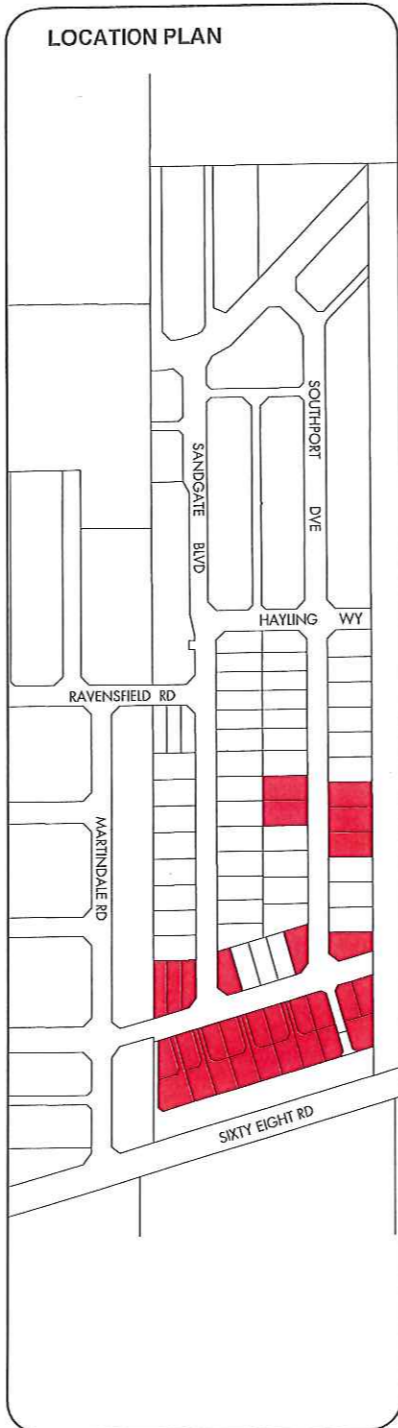 LOCATION PLAN
SOUTHPORT DVE
SANDGATE BLVD
HAYLING WY
RAVENSFIELD RD
MARTINDALE RD
SIXTY EIGHT RD